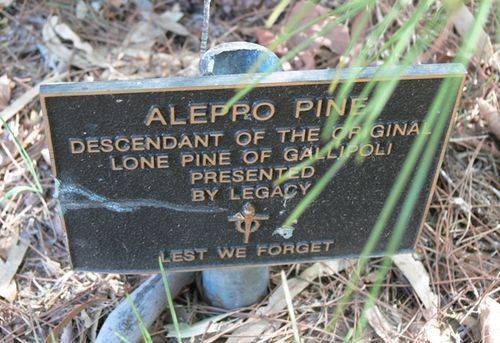 ALEPPO PINE
DESCENDANT OF THE ORIGINAL
LONE PINE OF GALLIPOLI
PRESENTED
BY LEGACY
LEST WE FORGET